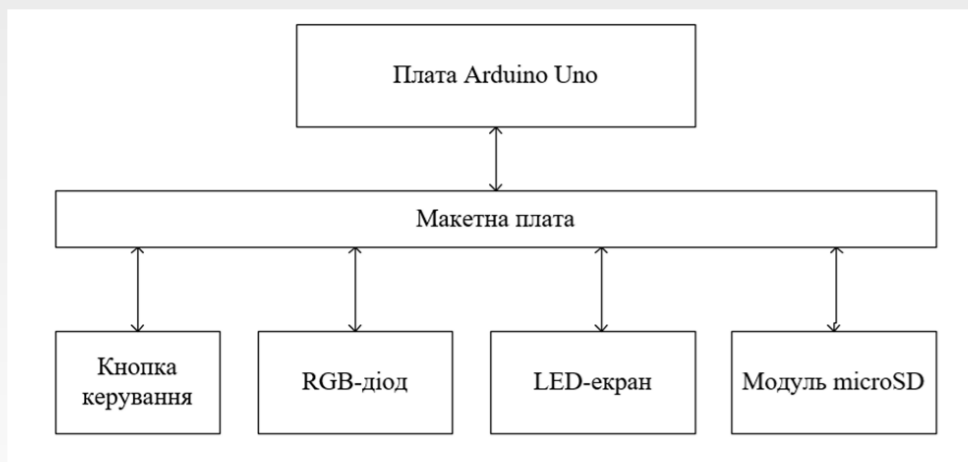 Плата Arduino Uno
Макетна плата
Кнопка
керування
RGB-діод
LED-екран
Модуль microSD